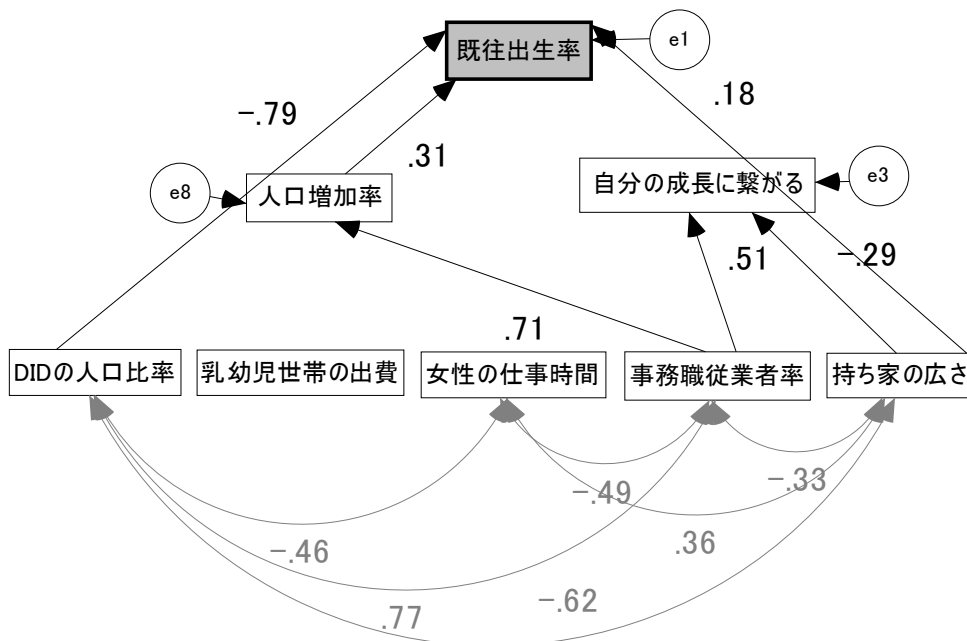 既往出生率
e1
-.79
.18
.31
e8
人口増加率
自分の成長に繋がる
e3
.51
-.29
.71
DIDの人口比率
乳幼児世帯の出費
女性の仕事時間
事務職従業者率
持ち家の広さ
-.49
-.33
-.46
.36
.77
-.62